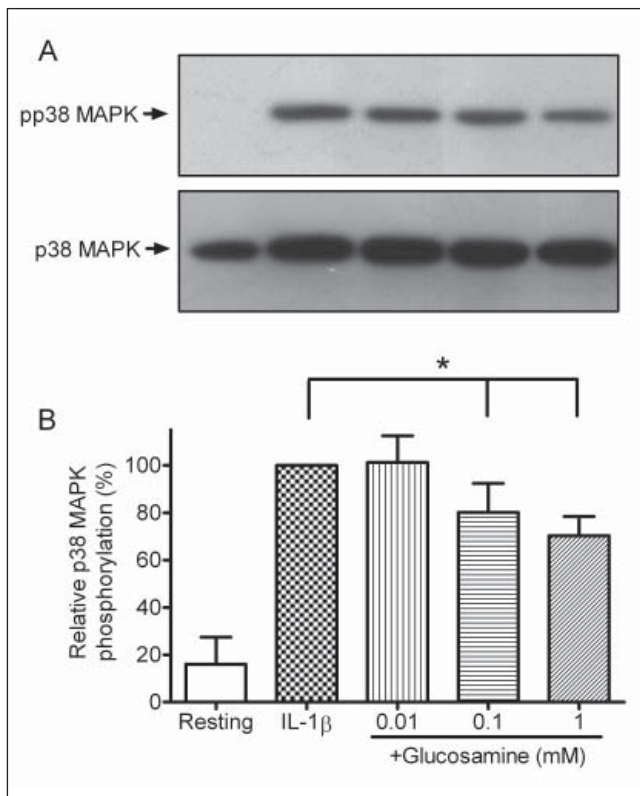 A
pp38 MAPK
p38 MAPK
*
B
Relative p38 MAPK
phosphorylation (%)
100
80
60
40
20
0
Resting IL-1β 0.01 0.1 1
+Glucosamine (mM)